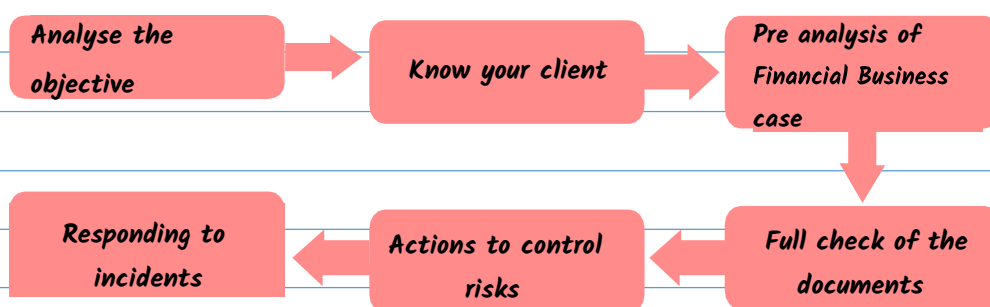 Analyse the
objective
Know your client
Pre analysis of
Financial Business
case
Full check of the
documents
Actions to control
risks
Responding to
incidents